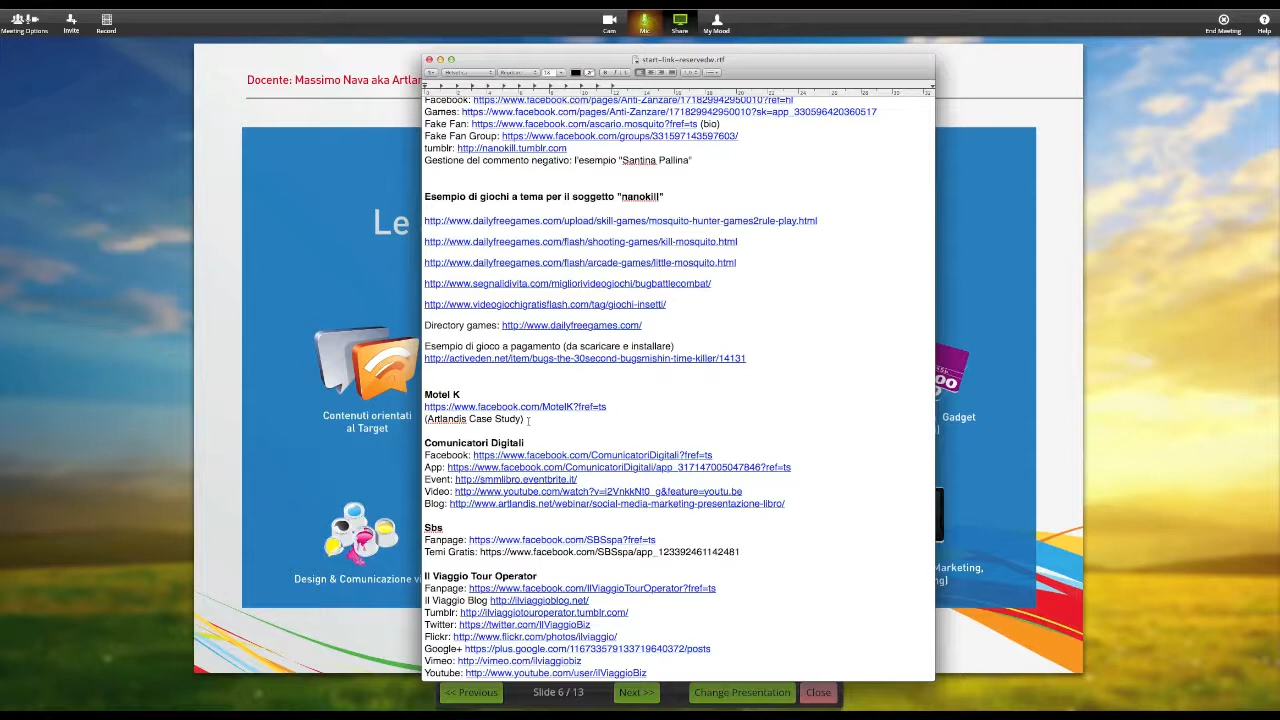 Meeting Options
Invite
Record
Cam
Mic
Share
My Mood
End Meeting
Help
Docente: Massimo Nava aka Artlan
start-link-reservedw.rtf
Helvetica
Regular
18
Facebook: https://www.facebook.com/pages/Anti-Zanzare/171829942950010?ref=hl
Games: https://www.facebook.com/pages/Anti-Zanzare/171829942950010?sk=app_330596420360517
Fake Fan: https://www.facebook.com/ascario.mosquito?fref=ts (bio)
Fake Fan Group: https://www.facebook.com/groups/331597143597603/
tumblr: http://nanokill.tumblr.com
Gestione del commento negativo: l'esempio "Santina Pallina"
Esempio di giochi a tema per il soggetto "nanokill"
http://www.dailyfreegames.com/upload/skill-games/mosquito-hunter-games2rule-play.html
http://www.dailyfreegames.com/flash/shooting-games/kill-mosquito.html
http://www.dailyfreegames.com/flash/arcade-games/little-mosquito.html
http://www.segnalidivita.com/migliorivideogiochi/bugbattlecombat/
http://www.videogiochigratisflash.com/tag/giochi-insetti/
Directory games: http://www.dailyfreegames.com/
Esempio di gioco a pagamento (da scaricare e installare)
http://activeden.net/item/bugs-the-30second-bugsmishin-time-killer/14131
Motel K
https://www.facebook.com/MotelK?fref=ts
(Artlandis Case Study)
Comunicatori Digitali
Facebook: https://www.facebook.com/ComunicatoriDigitali?fref=ts
App: https://www.facebook.com/ComunicatoriDigitali/app_317147005047846?ref=ts
Event: http://smmlibro.eventbrite.it/
Video: http://www.youtube.com/watch?v=i2VnkkNt0_g&feature=youtu.be
Blog: http://www.artlandis.net/webinar/social-media-marketing-presentazione-libro/
Sbs
Fanpage: https://www.facebook.com/SBSspa?fref=ts
Temi Gratis: https://www.facebook.com/SBSspa/app_123392461142481
Il Viaggio Tour Operator
Fanpage: https://www.facebook.com/IlViaggioTourOperator?fref=ts
Il Viaggio Blog http://ilviaggioblog.net/
Tumblr: http://ilviaggiotouroperator.tumblr.com/
Twitter: https://twitter.com/IlViaggioBiz
Flickr: http://www.flickr.com/photos/ilviaggio/
Google+ https://plus.google.com/116733579133719640372/posts
Vimeo: http://vimeo.com/ilviaggiobiz
Youtube: http://www.youtube.com/user/ilViaggioBiz
Le
Contenuti orientati
al Target
Design & Comunicazione v
Gadget
Marketing,
<< Previous
Slide 6 / 13
Next >>
Change Presentation
Close